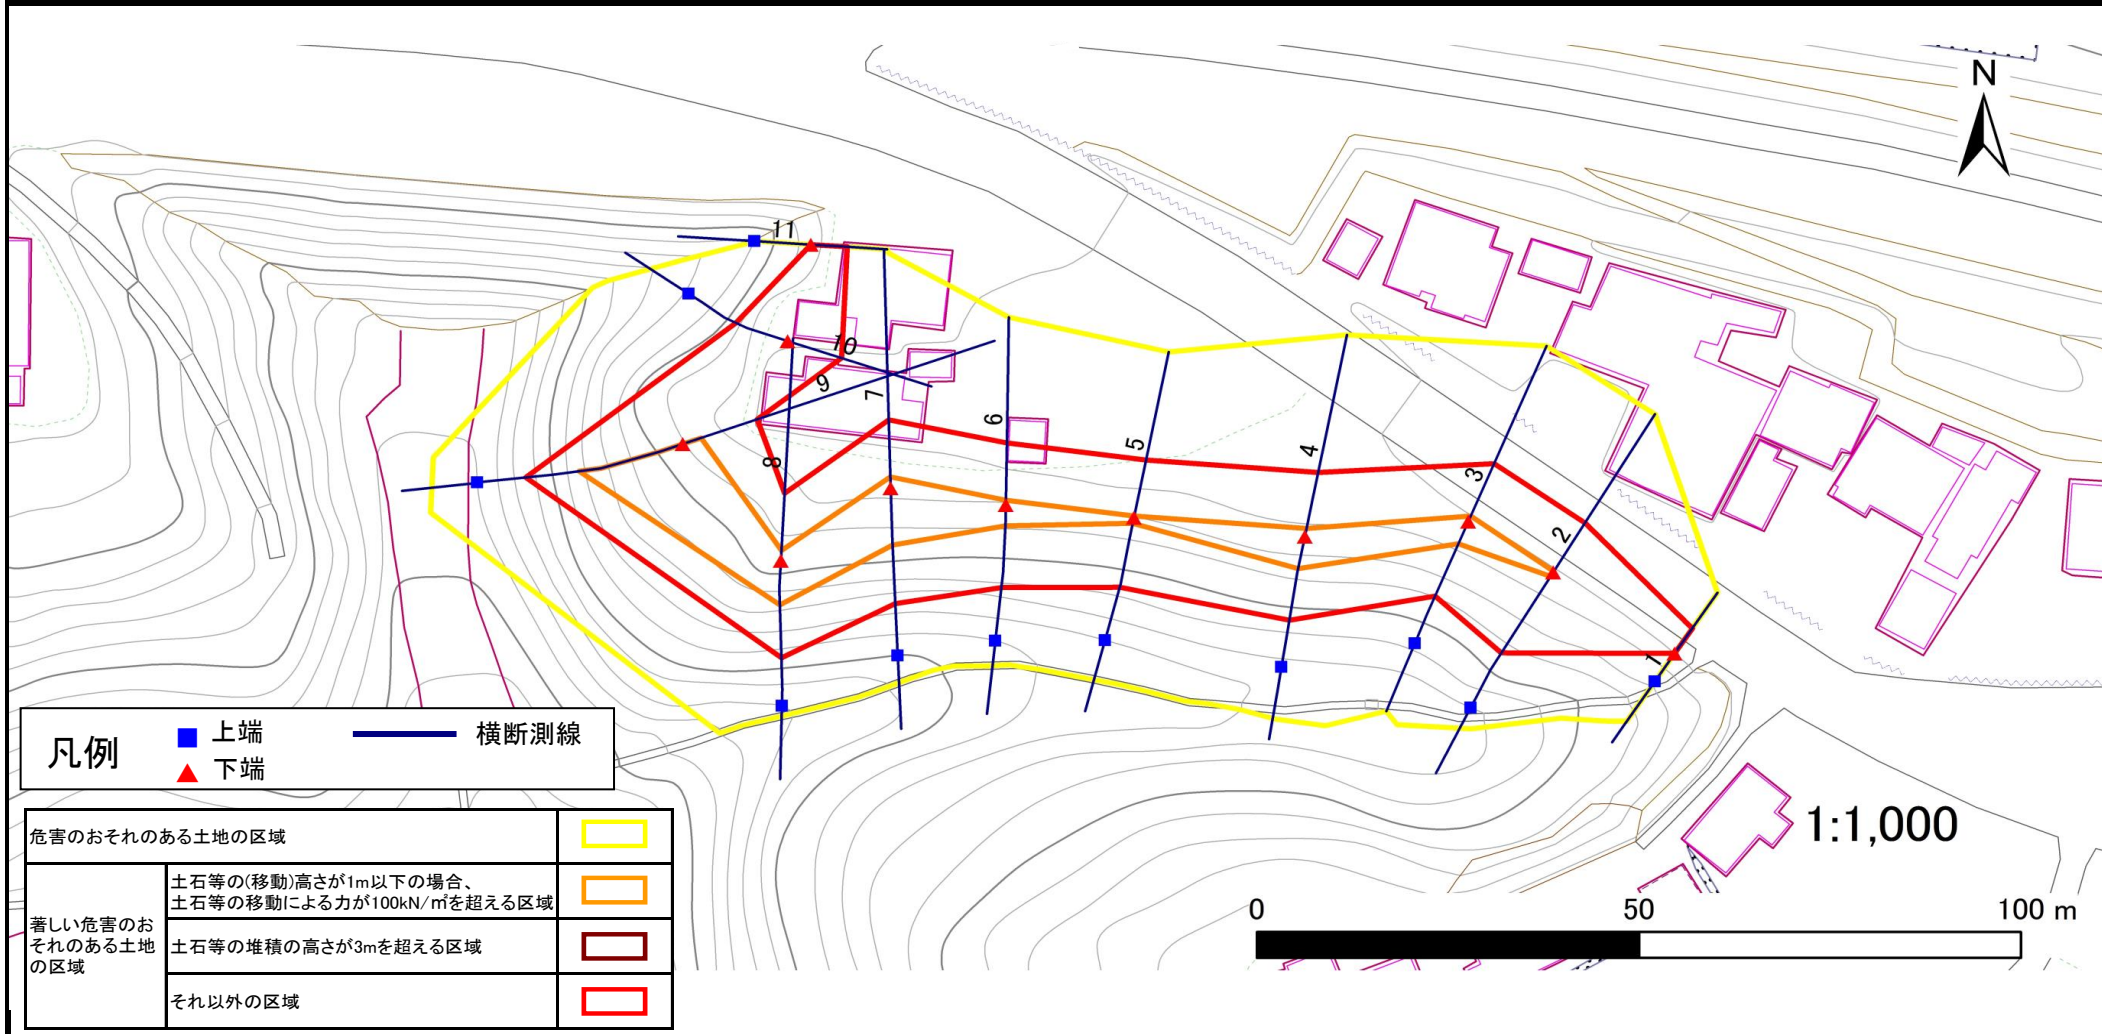 N
11
10
9
8
7
6
5
4
3
2
1
凡例
上端
下端
横断測線
危害のおそれのある土地の区域
著しい危害のお
それのある土地
の区域
土石等の(移動)高さが1m以下の場合、
土石等の移動による力が100kN/㎡を超える区域
土石等の堆積の高さが3mを超える区域
それ以外の区域
1:1,000
0 50 100 m